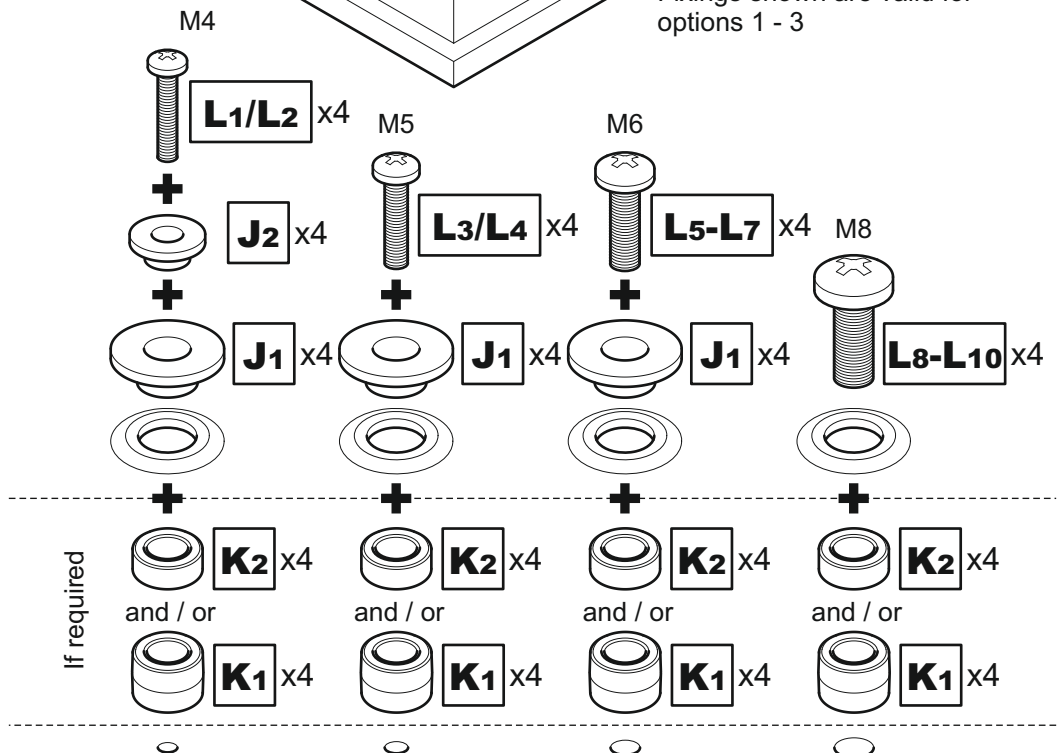 options 1 - 3
M4
L1/L2 x4
M5
M6
J2 x4
L3/L4 x4
L5-L7 x4
M8
J1 x4
J1 x4
J1 x4
L8-L10 x4
If required
K2 x4
K2 x4
K2 x4
K2 x4
and / or
and / or
and / or
and / or
K1 x4
K1 x4
K1 x4
K1 x4